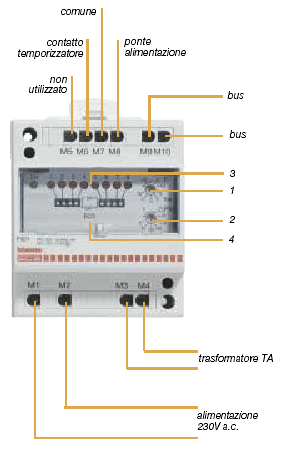 comune
contatto
temporizzatore
ponte
alimentazione
non
utilizzato
bus
bus
M5 M6 M7 M8 M9 M10
3
1
2
4
M1 M2 M3 M4
trasformatore TA
alimentazione
230V a.c.